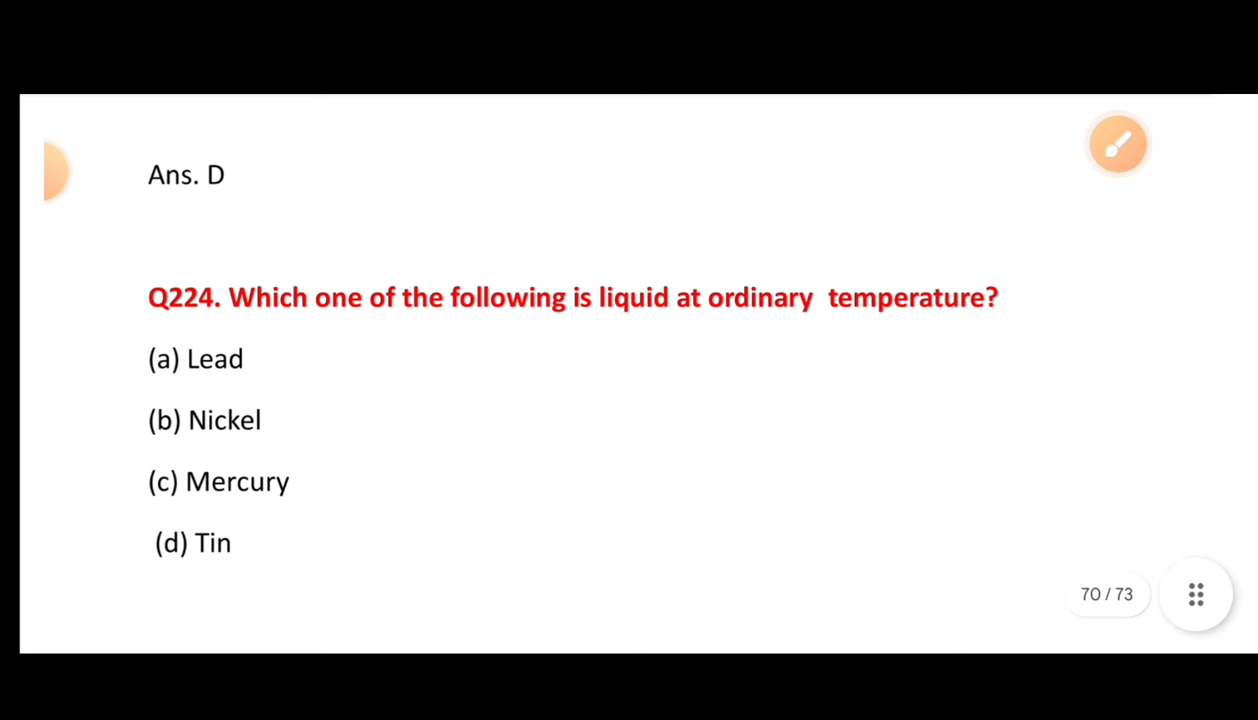 Ans. D
Q224. Which one of the following is liquid at ordinary  temperature?
(a) Lead
(b) Nickel
(c) Mercury
(d) Tin
70 / 73